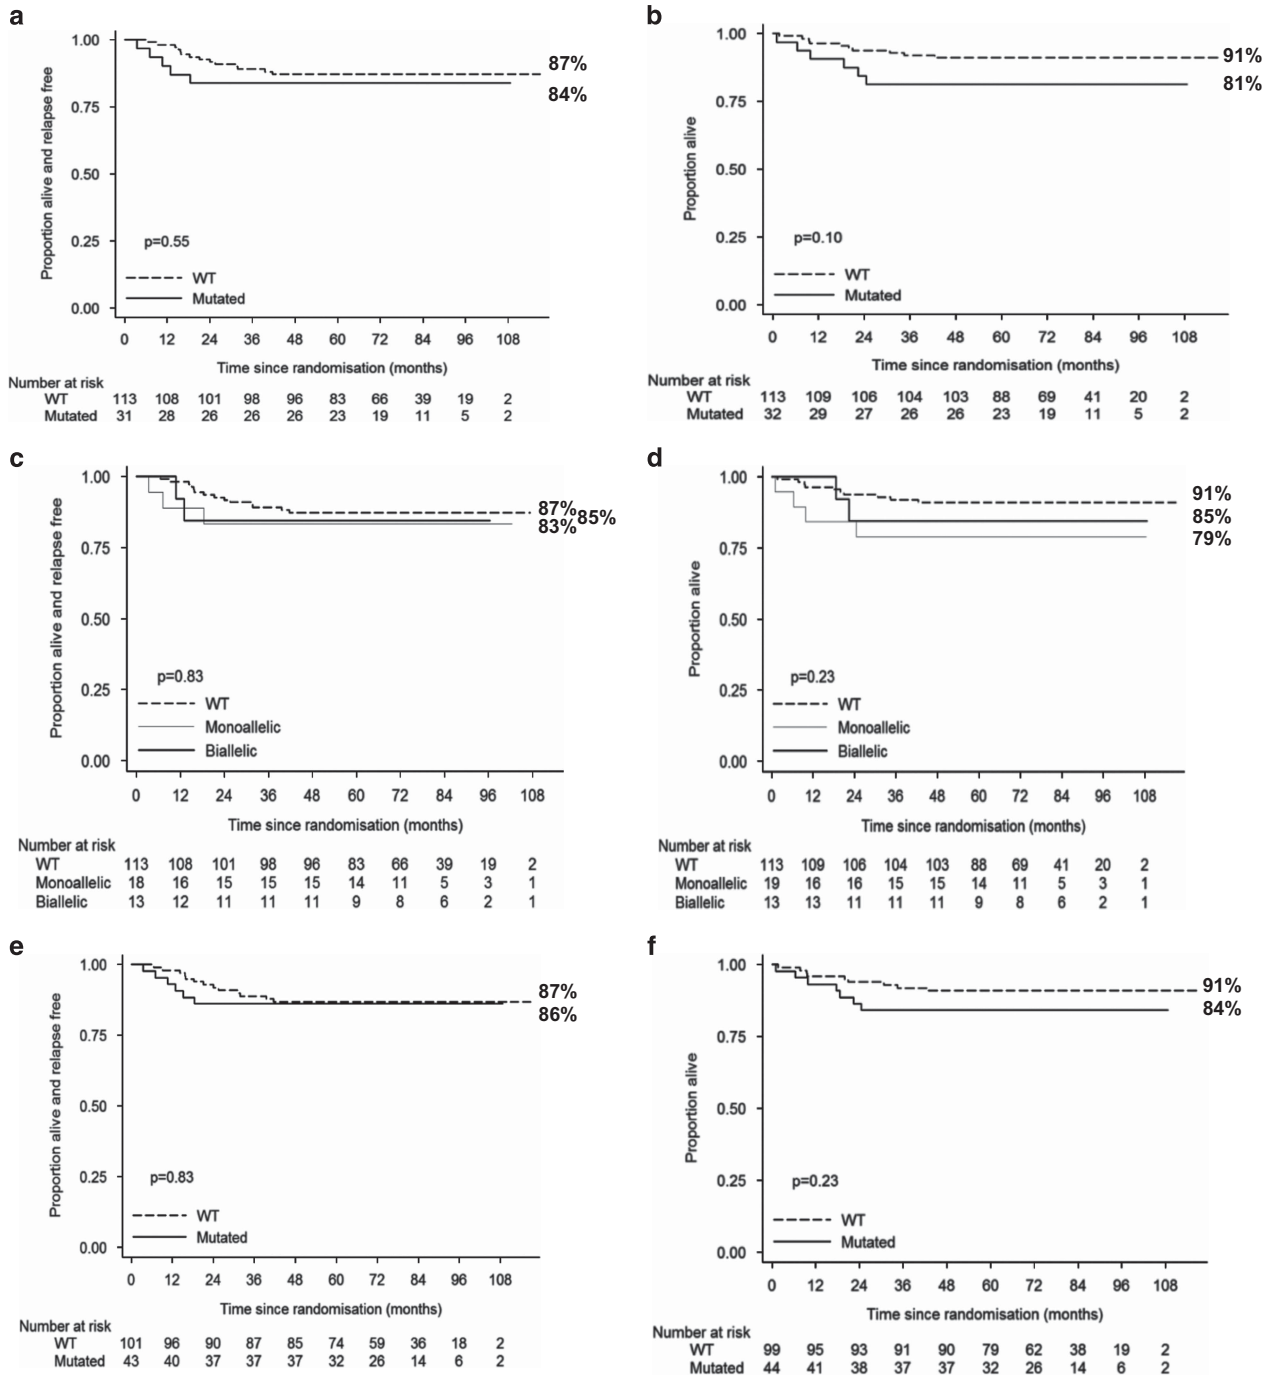 a
1.00
0.75
0.50
0.25
0.00
Proportion alive and relapse free
87%
84%
p=0.55
WT
Mutated
0 12 24 36 48 60 72 84 96 108
Time since randomisation (months)
Number at risk
WT 113 108 101 98 96 83 66 39 19 2
Mutated 31 28 26 26 26 23 19 11 5 2
b
1.00
0.75
0.50
0.25
0.00
Proportion alive
91%
81%
p=0.10
WT
Mutated
0 12 24 36 48 60 72 84 96 108
Time since randomisation (months)
Number at risk
WT 113 109 106 104 103 88 69 41 20 2
Mutated 32 29 27 26 26 23 19 11 5 2
c
1.00
0.75
0.50
0.25
0.00
Proportion alive and relapse free
87%
85%
83%
p=0.83
WT
Monoallelic
Biallelic
0 12 24 36 48 60 72 84 96 108
Time since randomisation (months)
Number at risk
WT 113 108 101 98 96 83 66 39 19 2
Monoallelic 18 16 15 15 15 14 11 5 3 1
Biallelic 13 12 11 11 11 9 8 6 2 1
d
1.00
0.75
0.50
0.25
0.00
Proportion alive
91%
85%
79%
p=0.23
WT
Monoallelic
Biallelic
0 12 24 36 48 60 72 84 96 108
Time since randomisation (months)
Number at risk
WT 113 109 106 104 103 88 69 41 20 2
Monoallelic 19 16 16 15 15 14 11 5 3 1
Biallelic 13 13 11 11 11 9 8 6 2 1
e
1.00
0.75
0.50
0.25
0.00
Proportion alive and relapse free
87%
86%
p=0.83
WT
Mutated
0 12 24 36 48 60 72 84 96 108
Time since randomisation (months)
Number at risk
WT 101 96 90 87 85 74 59 36 18 2
Mutated 43 40 37 37 37 32 26 14 6 2
f
1.00
0.75
0.50
0.25
0.00
Proportion alive
91%
84%
p=0.23
WT
Mutated
0 12 24 36 48 60 72 84 96 108
Time since randomisation (months)
Number at risk
WT 99 95 93 91 90 79 62 38 19 2
Mutated 44 41 38 37 37 32 26 14 6 2